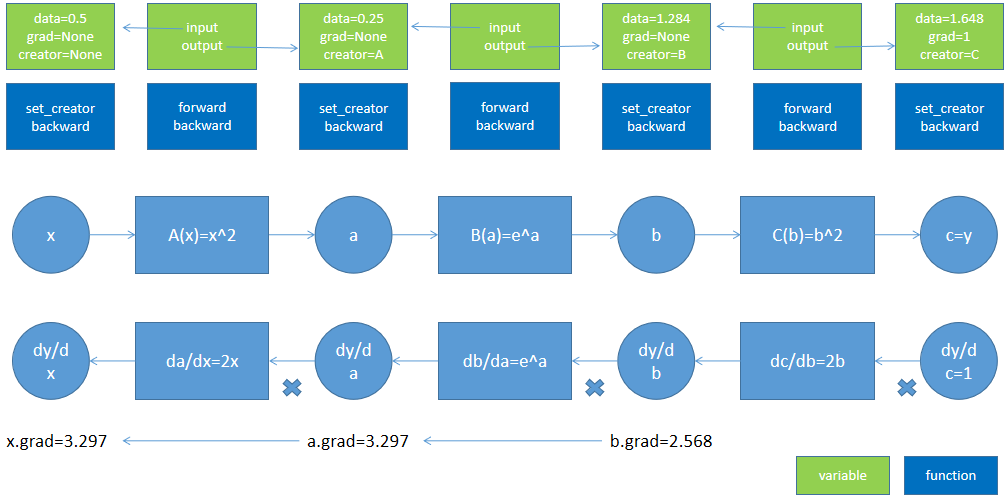 data=0.5
grad=None
creator=None
input
output
data=0.25
grad=None
creator=A
input
output
data=1.284
grad=None
creator=B
input
output
data=1.648
grad=1
creator=C
set_creator
backward
forward
backward
set_creator
backward
forward
backward
set_creator
backward
forward
backward
set_creator
backward
x
A(x)=x^2
a
B(a)=e^a
b
C(b)=b^2
c=y
dy/d
x
da/dx=2x
dy/d
a
db/da=e^a
dy/d
b
dc/db=2b
dy/d
c=1
x.grad=3.297
a.grad=3.297
b.grad=2.568
variable
function